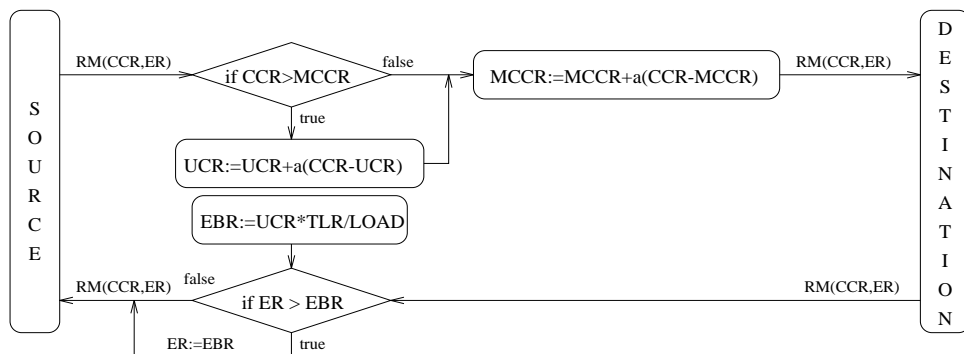 SOURCE
RM(CCR,ER)
if CCR>MCCR
false
true
MCCR:=MCCR+a(CCR-MCCR)
RM(CCR,ER)
DESTINATION
UCR:=UCR+a(CCR-UCR)
EBR:=UCR*TLR/LOAD
RM(CCR,ER)
false
if ER > EBR
RM(CCR,ER)
ER:=EBR
true